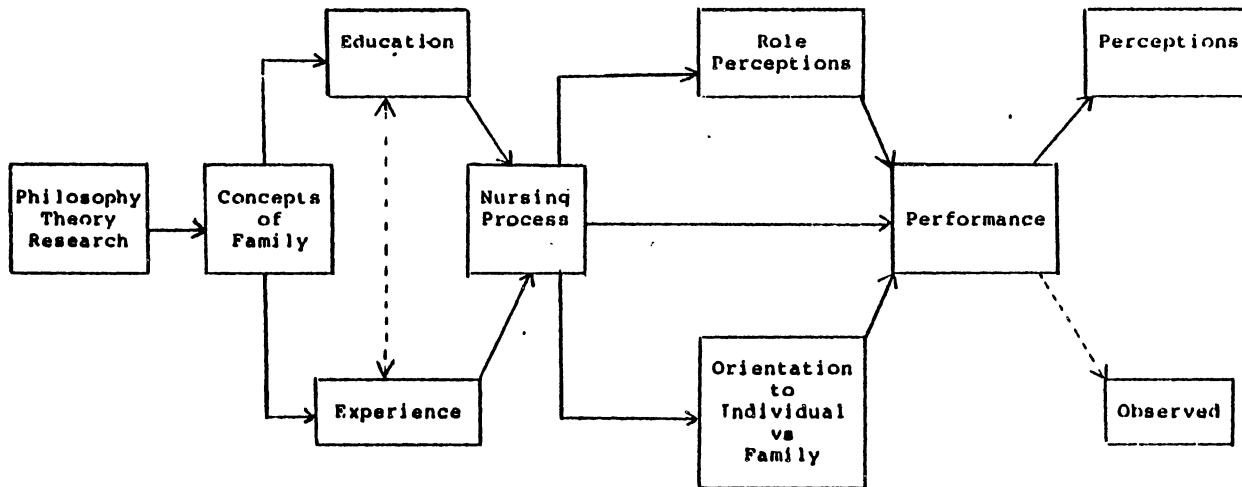 Philosophy
Theory
Research
Concepts
of
Family
Education
Experience
Nursing
Process
Role
Perceptions
Orientation
to
Individual
vs
Family
Performance
Perceptions
Observed